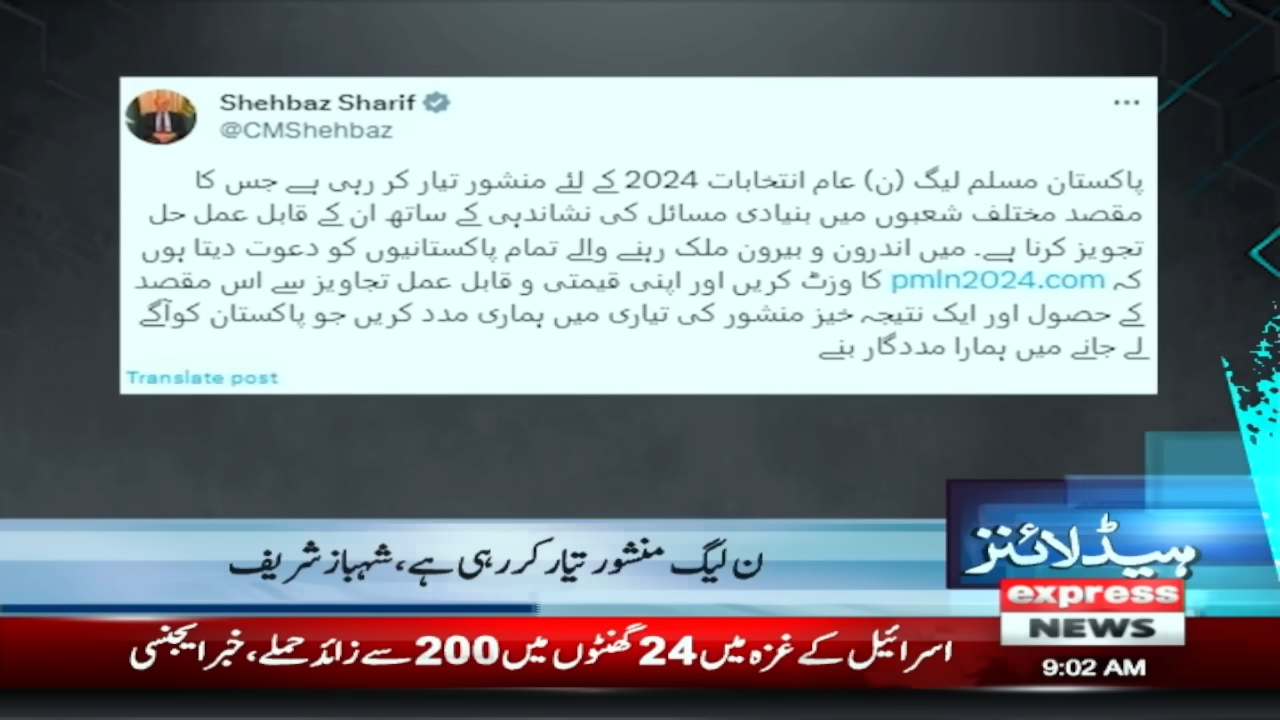 Shehbaz Sharif
@CMShehbaz
پاکستان مسلم لیگ (ن) عام انتخابات 2024 کے لئے منشور تیار کر رہی ہے جس کا
مقصد مختلف شعبوں میں بنیادی مسائل کی نشاندہی کے ساتھ ان کے قابل عمل حل
تجویز کرنا ہے۔ میں اندرون و بیرون ملک رہنے والے تمام پاکستانیوں کو دعوت دیتا ہوں
کہ pmln2024.com کا وزٹ کریں اور اپنی قیمتی و قابل عمل تجاویز سے اس مقصد
کے حصول اور ایک نتیجہ خیز منشور کی تیاری میں ہماری مدد کریں جو پاکستان کوآگے
لے جانے میں ہمارا مددگار بنے
Translate post
ہیڈلائنز
ن لیگ منشور تیار کر رہی ہے، شہباز شریف
express
NEWS
9:02 AM
اسرائیل کے غزہ میں 24 گھنٹوں میں 200 سے زائد حملے، خبر ایجنسی